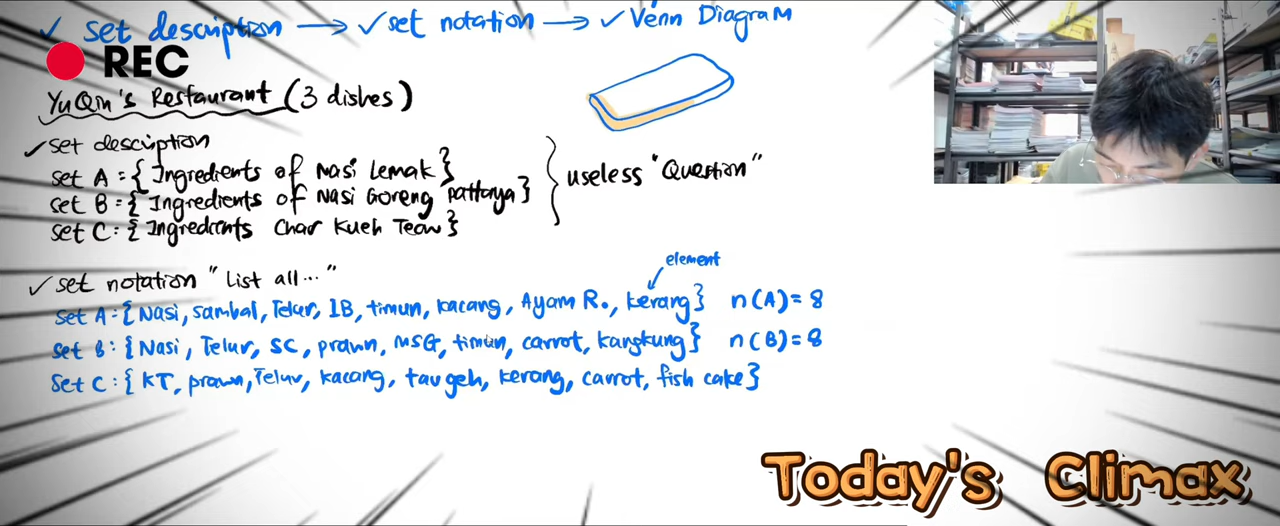 ✓ set description → ✓ set notation → ✓ Venn Diagram
REC
YuQin's Restaurant (3 dishes)
✓ set description
set A = { Ingredients of Nasi Lemak }
set B = { Ingredients of Nasi Goreng Pattaya }
set C : { Ingredients Char Kueh Teow }
useless "Question"
✓ set notation "List all..."
element
set A : { Nasi, sambal, Telur, IB, timun, kacang, Ayam R., kerang } n(A) = 8
set B : { Nasi, Telur, SC, prawn, MSG, timun, carrot, kangkung } n(B) = 8
set C : { KT, prawn, Telur, kacang, taugeh, kerang, carrot, fish cake }
Today's Climax